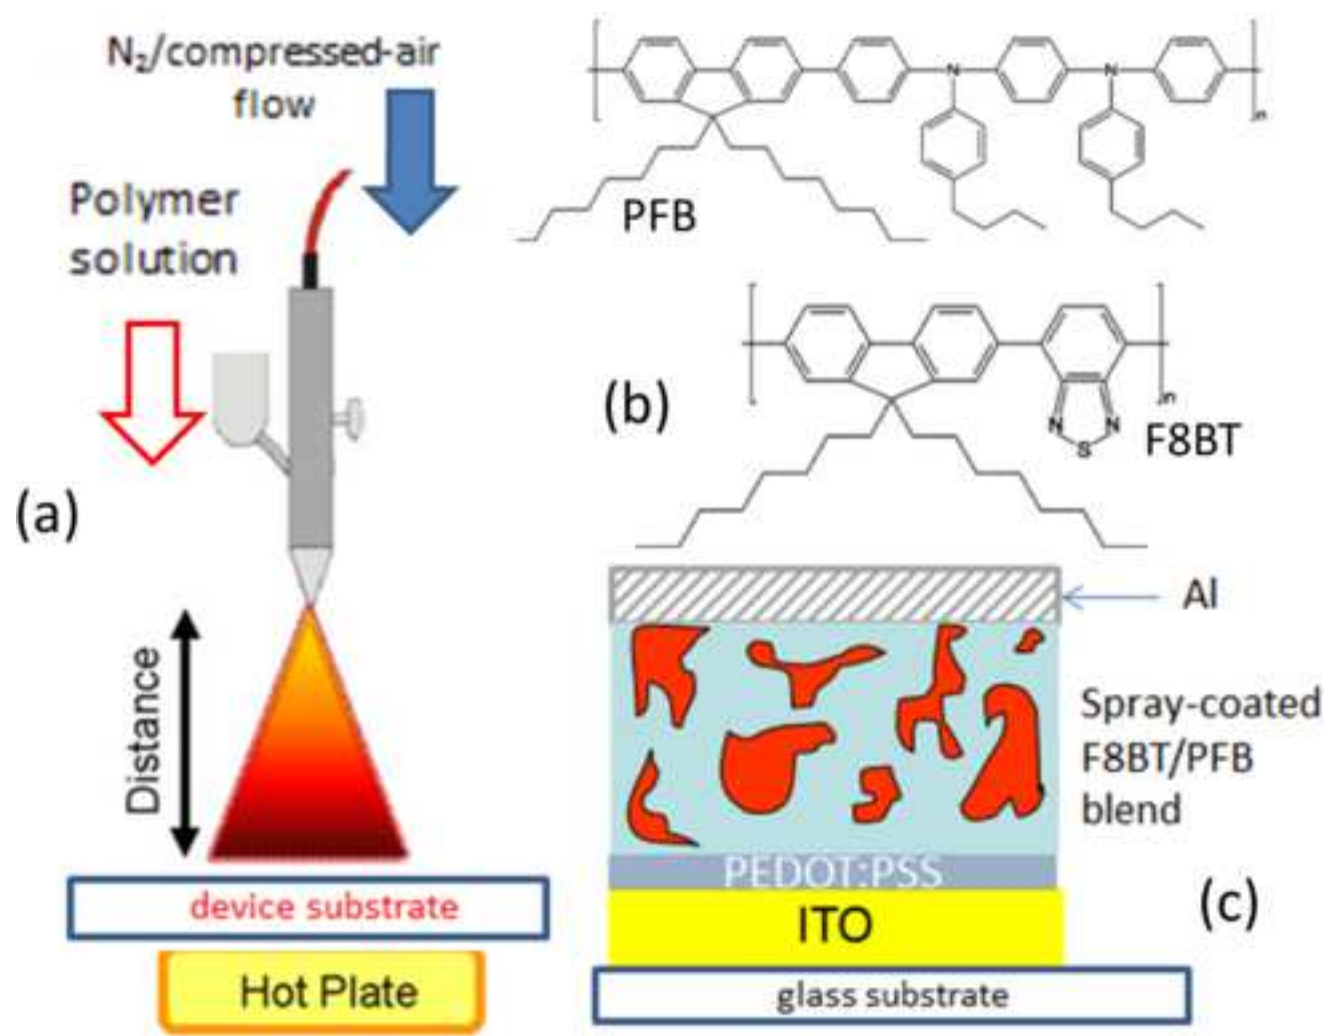 N₂/compressed-air
flow
Polymer
solution
(a)
Distance
device substrate
Hot Plate
N
N
n
PFB
(b)
n
N
N
S
F8BT
Al
Spray-coated
F8BT/PFB
blend
PEDOT:PSS
ITO
(c)
glass substrate